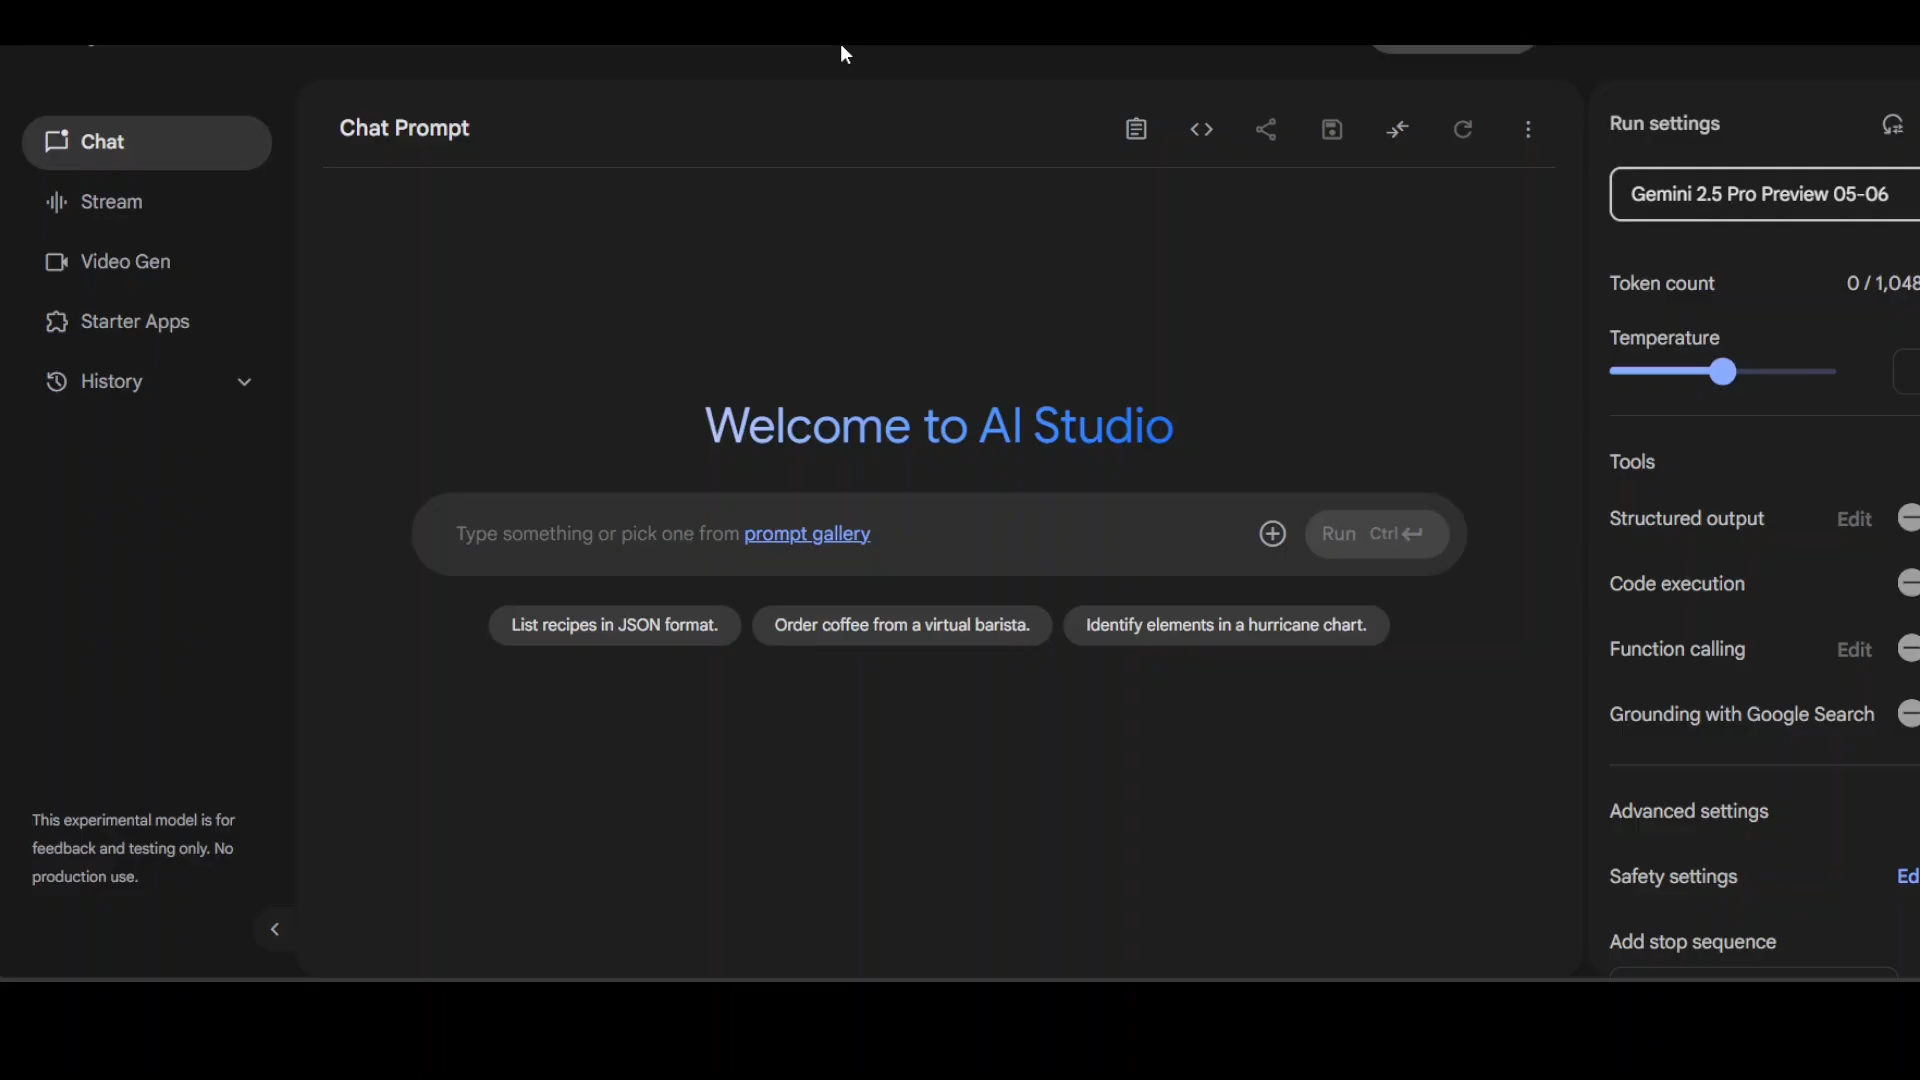 Chat
Stream
Video Gen
Starter Apps
History
This experimental model is for
feedback and testing only. No
production use.
Chat Prompt
Welcome to AI Studio
Type something or pick one from prompt gallery
Run Ctrl
List recipes in JSON format.
Order coffee from a virtual barista.
Identify elements in a hurricane chart.
Run settings
Gemini 2.5 Pro Preview 05-06
Token count 0 / 1,048
Temperature
Tools
Structured output Edit
Code execution
Function calling Edit
Grounding with Google Search
Advanced settings
Safety settings Ed
Add stop sequence